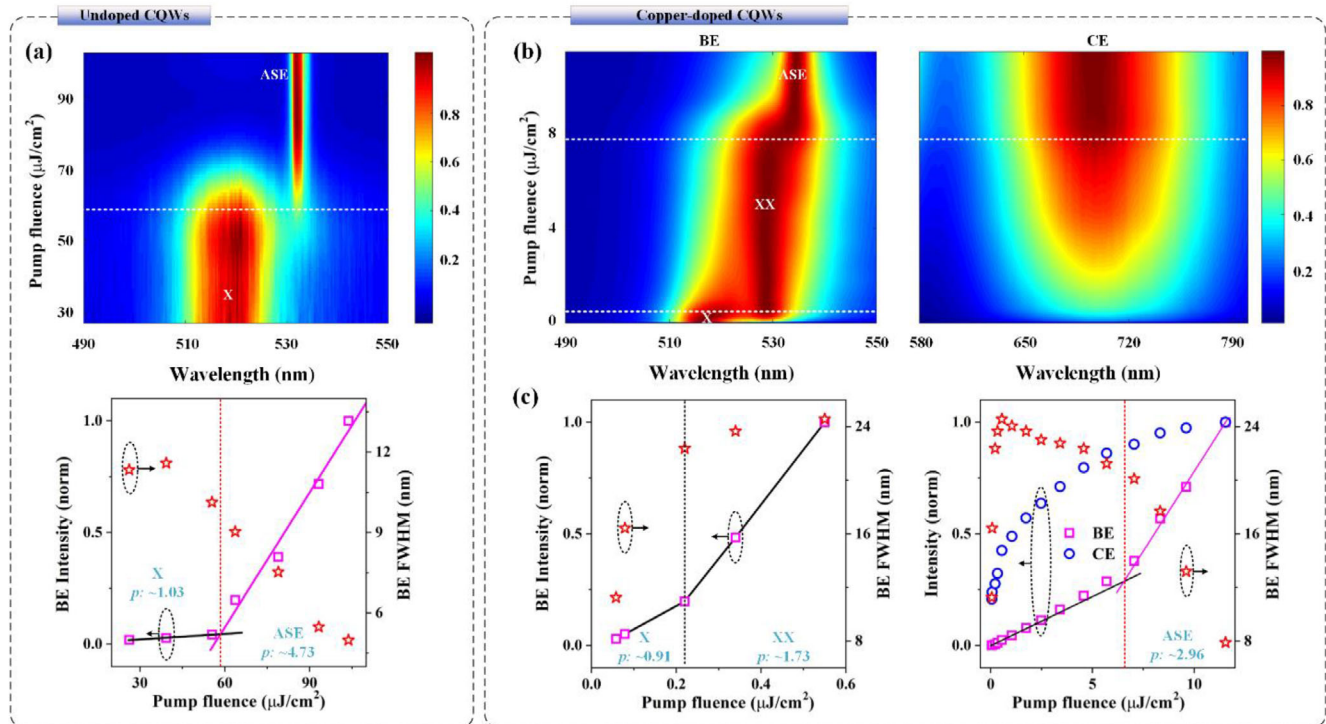 Undoped CQWs
Copper-doped CQWs
(a)
Pump fluence (µJ/cm²)
90
70
50
30
ASE
X
490
510
530
550
Wavelength (nm)
0.8
0.6
0.4
0.2
(b)
BE
Pump fluence (µJ/cm²)
8
4
0
ASE
XX
X
490
510
530
550
Wavelength (nm)
CE
580
650
720
790
Wavelength (nm)
0.8
0.6
0.4
0.2
BE Intensity (norm)
1.0
0.5
0.0
X
p: ~1.03
ASE
p: ~4.73
30
60
90
Pump fluence (µJ/cm²)
12
9
6
BE FWHM (nm)
(c)
BE Intensity (norm)
1.0
0.5
0.0
X
p: ~0.91
XX
p: ~1.73
0.0
0.2
0.4
0.6
Pump fluence (µJ/cm²)
24
16
8
BE FWHM (nm)
Intensity (norm)
1.0
0.5
0.0
BE
CE
ASE
p: ~2.96
0
5
10
Pump fluence (µJ/cm²)
24
20
16
12
8
BE FWHM (nm)